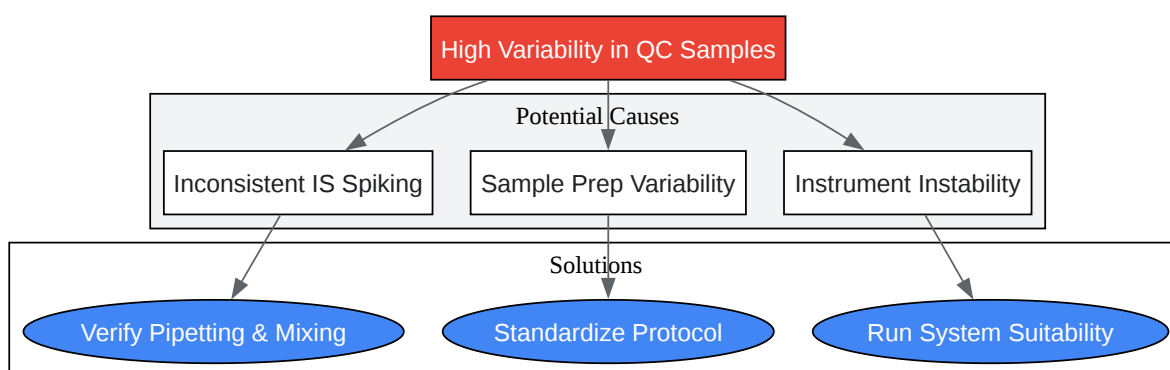 High Variability in QC Samples
Potential Causes
Inconsistent IS Spiking
Sample Prep Variability
Instrument Instability
Solutions
Verify Pipetting & Mixing
Standardize Protocol
Run System Suitability